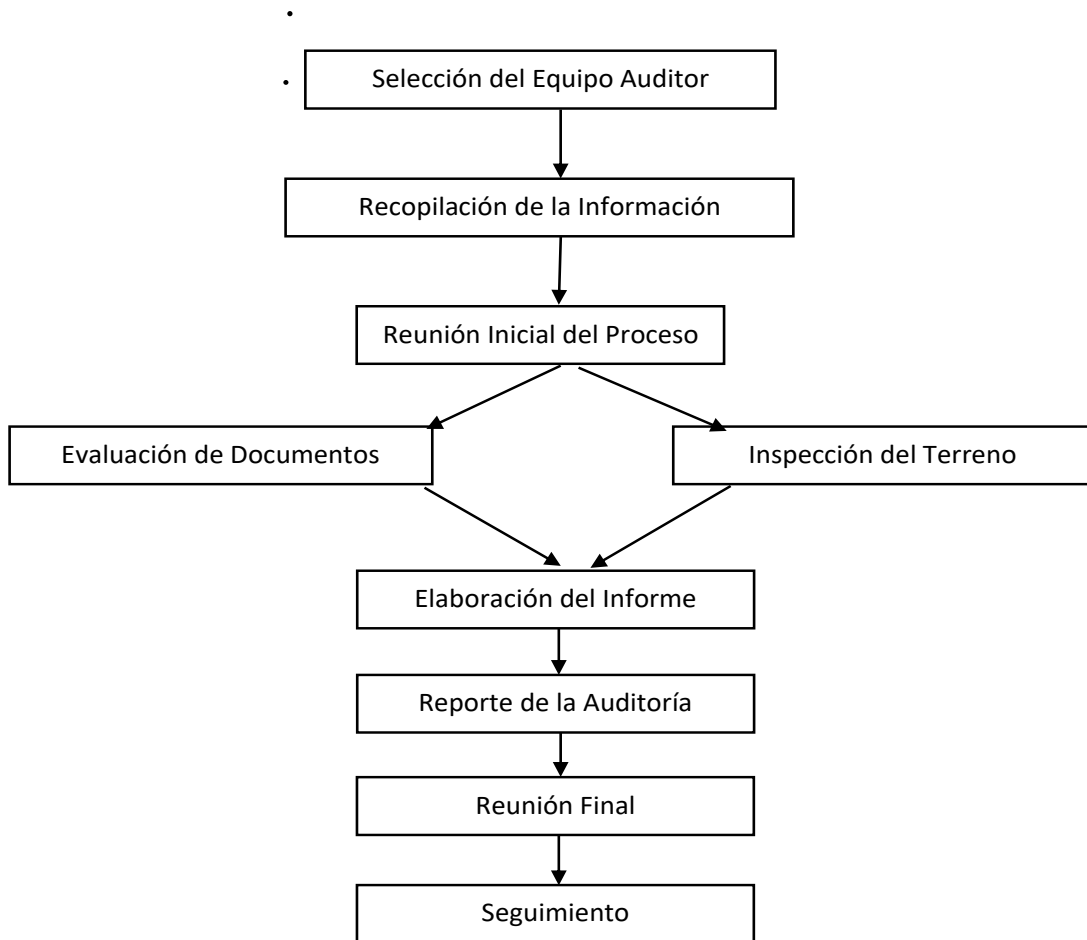 Selección del Equipo Auditor
Recopilación de la Información
Reunión Inicial del Proceso
Evaluación de Documentos
Inspección del Terreno
Elaboración del Informe
Reporte de la Auditoría
Reunión Final
Seguimiento